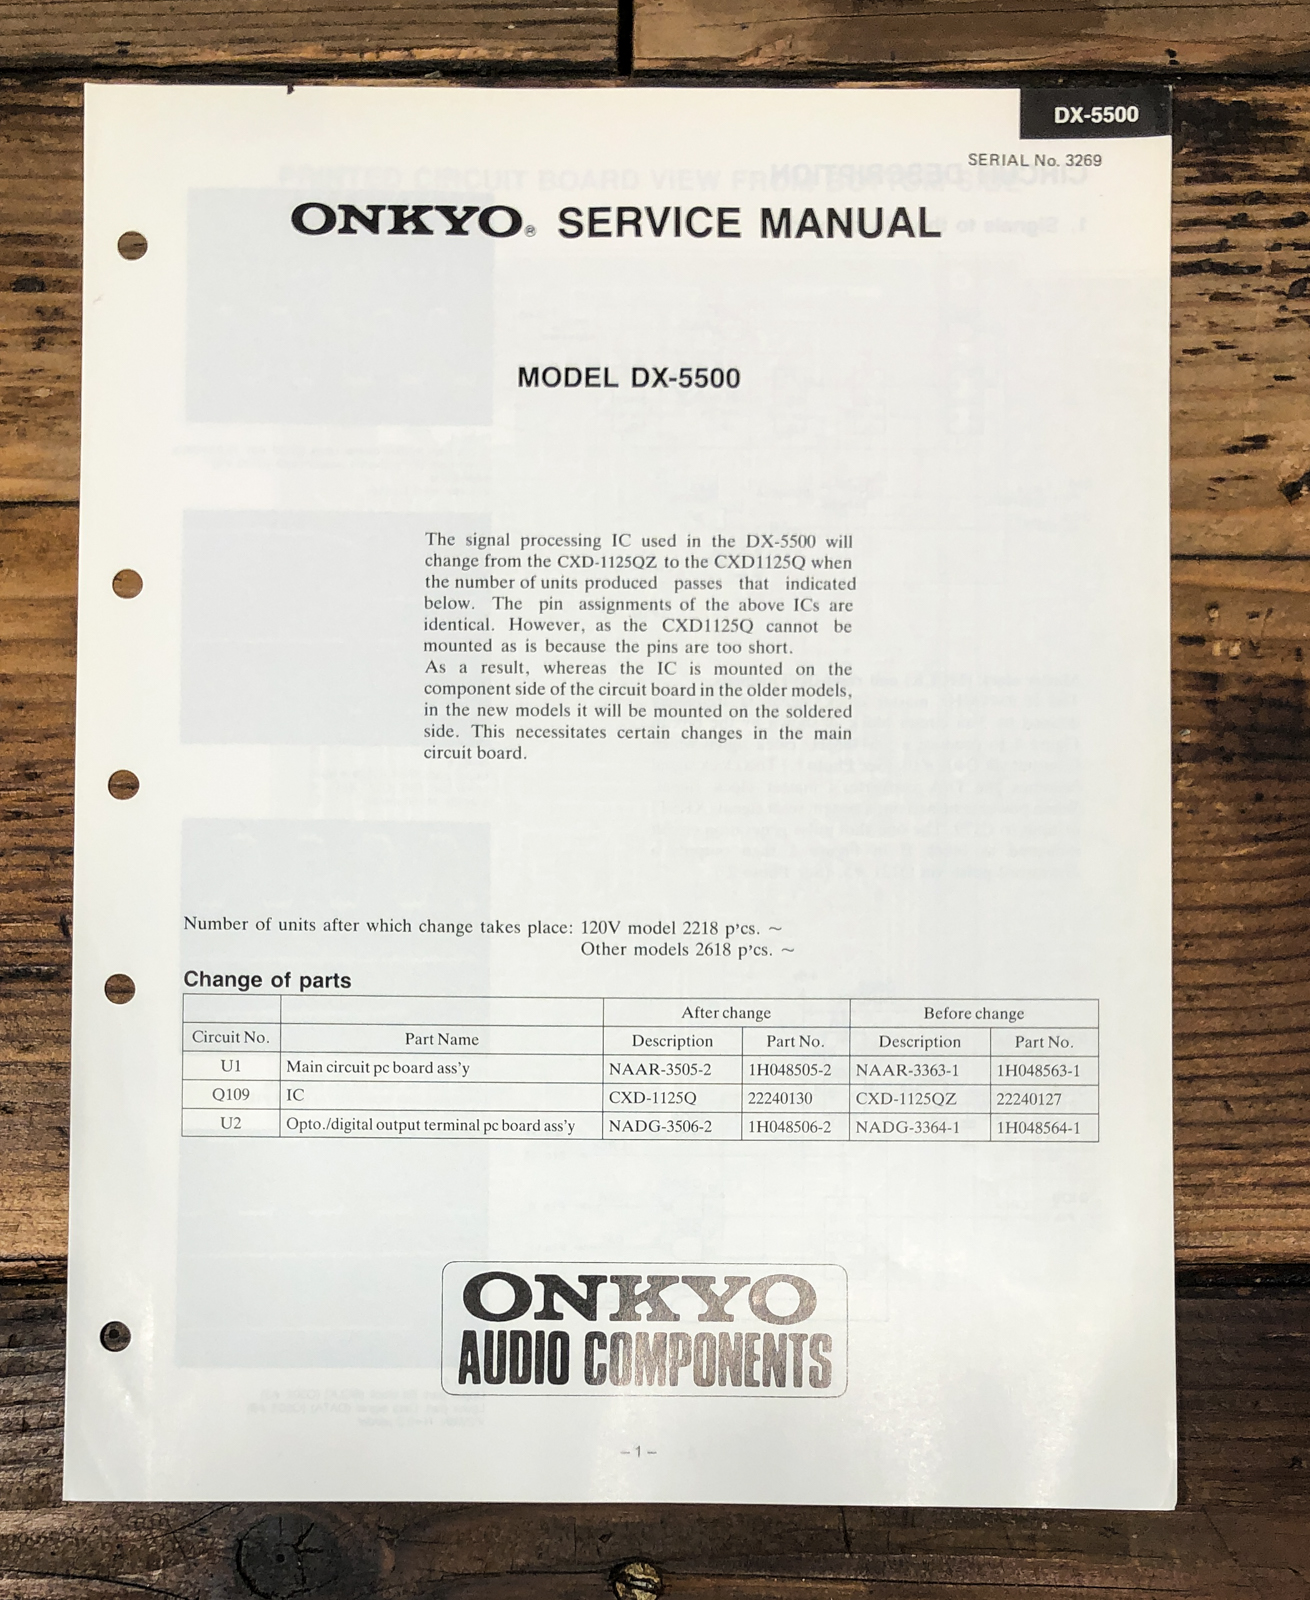 DX-5500
SERIAL No. 3269
ONKYO® SERVICE MANUAL
MODEL DX-5500
The signal processing IC used in the DX-5500 will
change from the CXD-1125QZ to the CXD1125Q when
the number of units produced passes that indicated
below. The pin assignments of the above ICs are
identical. However, as the CXD1125Q cannot be
mounted as is because the pins are too short.
As a result, whereas the IC is mounted on the
component side of the circuit board in the older models,
in the new models it will be mounted on the soldered
side. This necessitates certain changes in the main
circuit board.
Number of units after which change takes place: 120V model 2218 p'cs. ~
Other models 2618 p'cs. ~
Change of parts
After change Before change
Circuit No. Part Name Description Part No. Description Part No.
U1 Main circuit pc board ass'y NAAR-3505-2 1H048505-2 NAAR-3363-1 1H048563-1
Q109 IC CXD-1125Q 22240130 CXD-1125QZ 22240127
U2 Opto./digital output terminal pc board ass'y NADG-3506-2 1H048506-2 NADG-3364-1 1H048564-1
ONKYO
AUDIO COMPONENTS
– 1 –